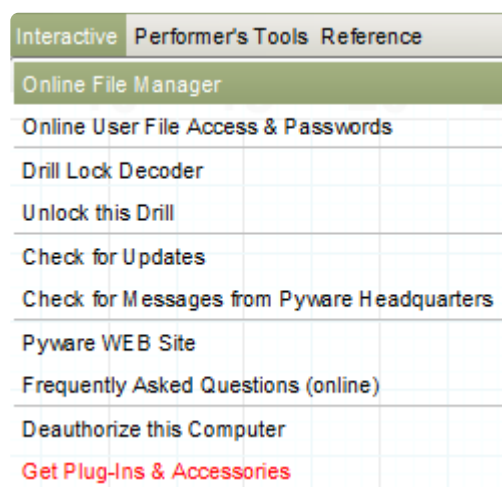 Interactive Performer's Tools Reference
Online File Manager
Online User File Access & Passwords
Drill Lock Decoder
Unlock this Drill
Check for Updates
Check for Messages from Pyware Headquarters
Pyware WEB Site
Frequently Asked Questions (online)
Deauthorize this Computer
Get Plug-Ins & Accessories